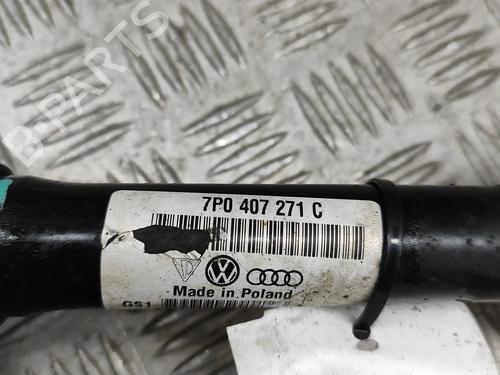 B-PARTS
7P0 407 271 C
Made in Poland
GS1